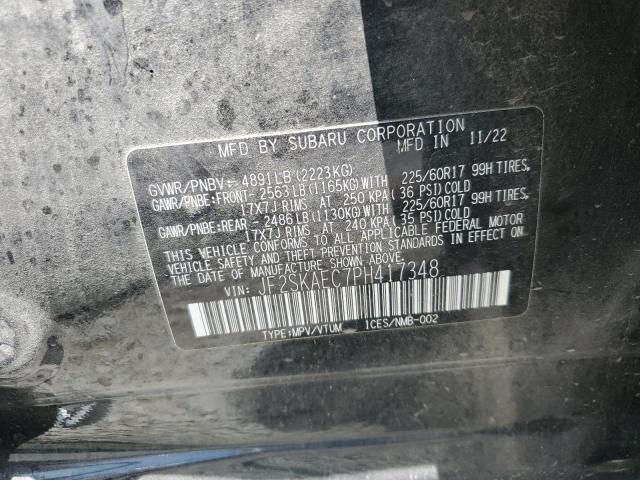 MFD BY SUBARU CORPORATION
MFD IN 11/22
GVWR/PNBV: 4891LB(2223KG)
GAWR/PNBE:FRONT- 2563LB(1165KG)WITH 225/60R17 99H TIRES,
17X7J RIMS AT 250 KPA (36 PSI)COLD
GAWR/PNBE:REAR - 2486LB(1130KG)WITH 225/60R17 99H TIRES,
17X7J RIMS AT 240 KPA(35 PSI)COLD
THIS VEHICLE CONFORMS TO ALL APPLICABLE FEDERAL MOTOR
VEHICLE SAFETY AND THEFT PREVENTION STANDARDS
IN EFFECT ON THE DATE OF MANUFACTURE SHOWN ABOVE.
VIN: JF2SKAEC7PH417348
TYPE:MPV/VTUM ICES/NMB-002